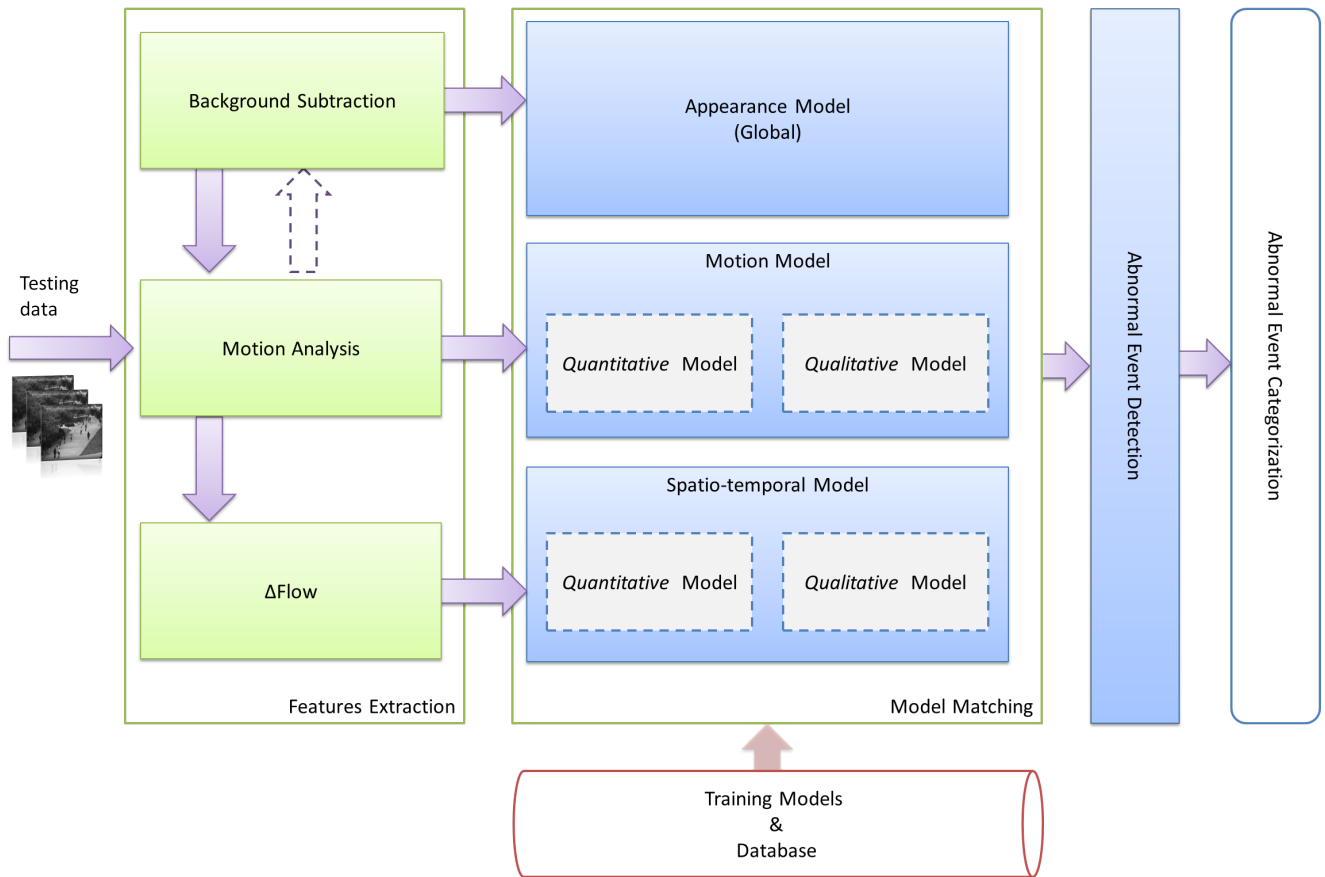 Testing
data
Background Subtraction
Motion Analysis
ΔFlow
Features Extraction
Appearance Model
(Global)
Motion Model
Quantitative Model
Qualitative Model
Spatio-temporal Model
Quantitative Model
Qualitative Model
Model Matching
Training Models
&
Database
Abnormal Event Detection
Abnormal Event Categorization